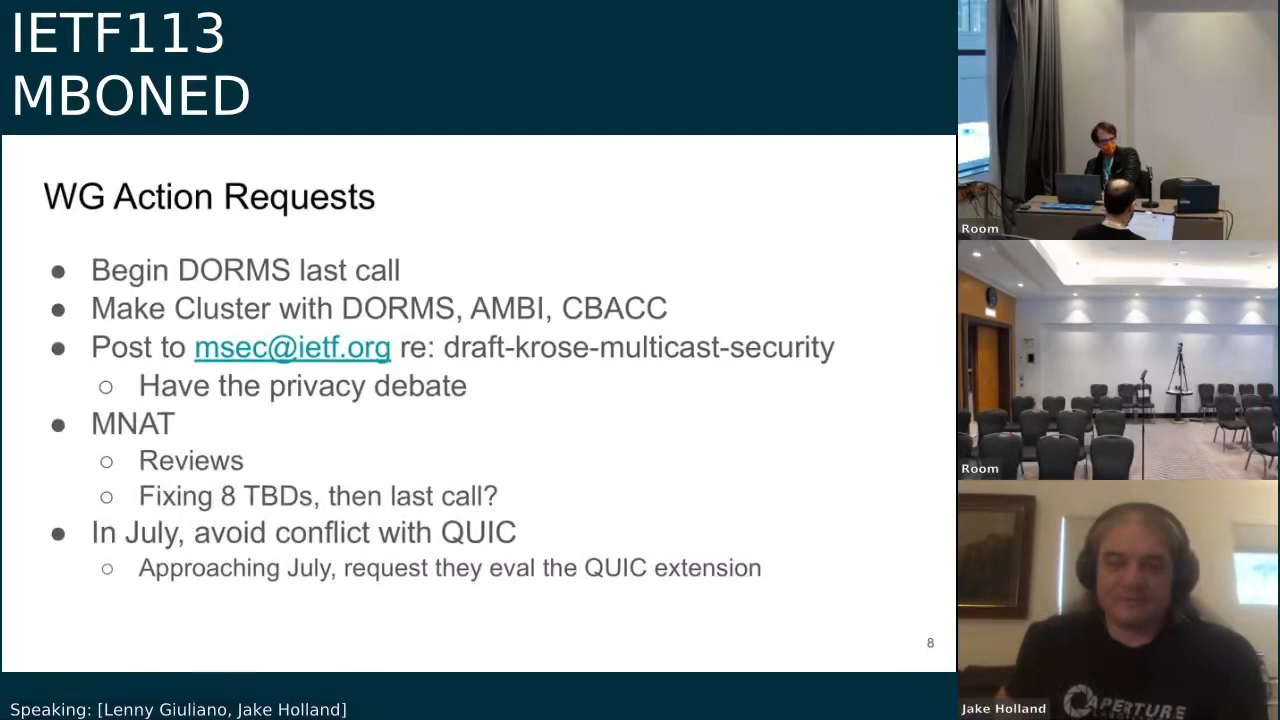 IETF113
MBONED
WG Action Requests
● Begin DORMS last call
● Make Cluster with DORMS, AMBI, CBACC
● Post to msec@ietf.org re: draft-krose-multicast-security
○ Have the privacy debate
● MNAT
○ Reviews
○ Fixing 8 TBDs, then last call?
● In July, avoid conflict with QUIC
○ Approaching July, request they eval the QUIC extension
8
Speaking: [Lenny Giuliano, Jake Holland]
Room
Room
APERTURE
Jake Holland